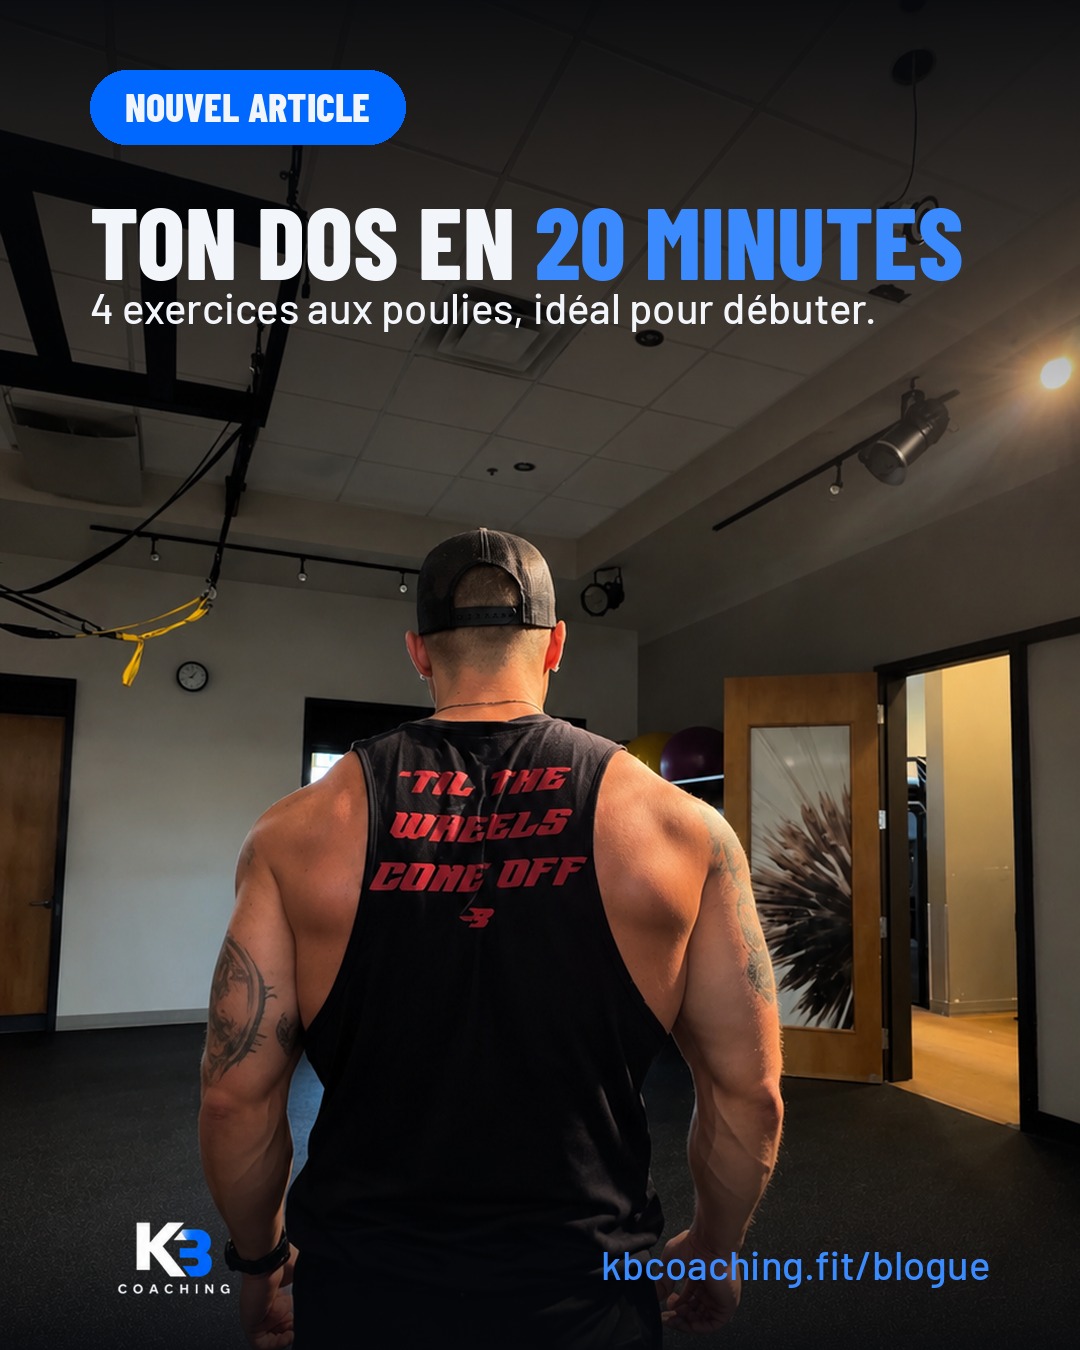 NOUVEL ARTICLE
TON DOS EN 20 MINUTES
4 exercices aux poulies, idéal pour débuter.
'TIL THE
WHEELS
COME OFF
B
KB
COACHING
kbcoaching.fit/blogue